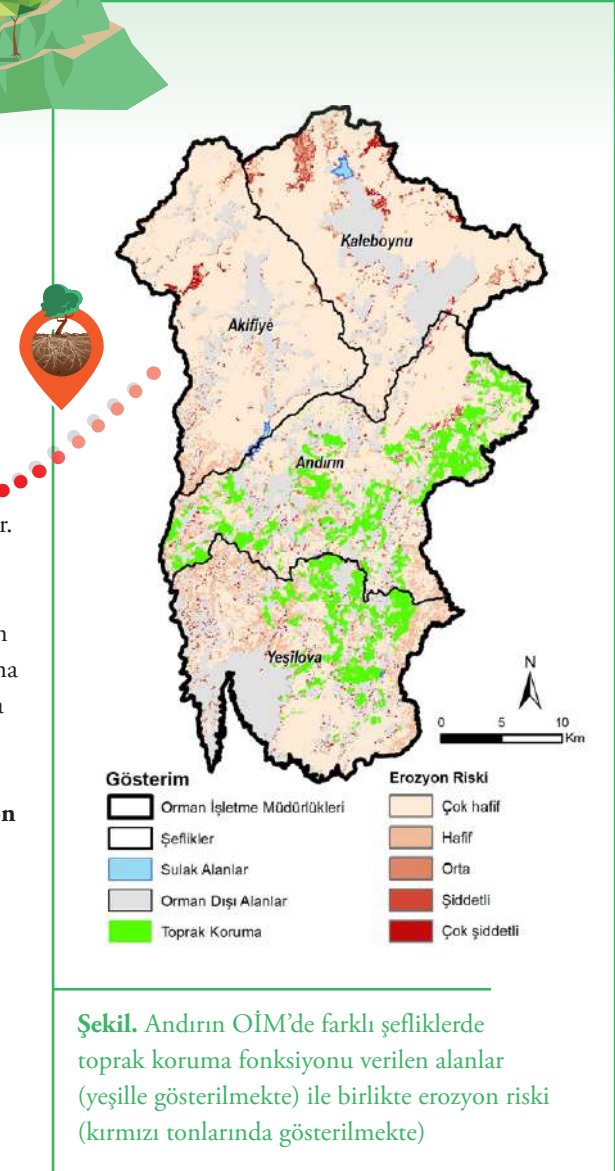 Kaleboynu
Akifiye
Andırın
Yeşilova
r.
n
na
a
n
N
0 5 10
Km
Gösterim
Orman İşletme Müdürlükleri
Şeflikler
Sulak Alanlar
Orman Dışı Alanlar
Toprak Koruma
Erozyon Riski
Çok hafif
Hafif
Orta
Şiddetli
Çok şiddetli
Şekil. Andırın OİM’de farklı şefliklerde
toprak koruma fonksiyonu verilen alanlar
(yeşille gösterilmekte) ile birlikte erozyon riski
(kırmızı tonlarında gösterilmekte)